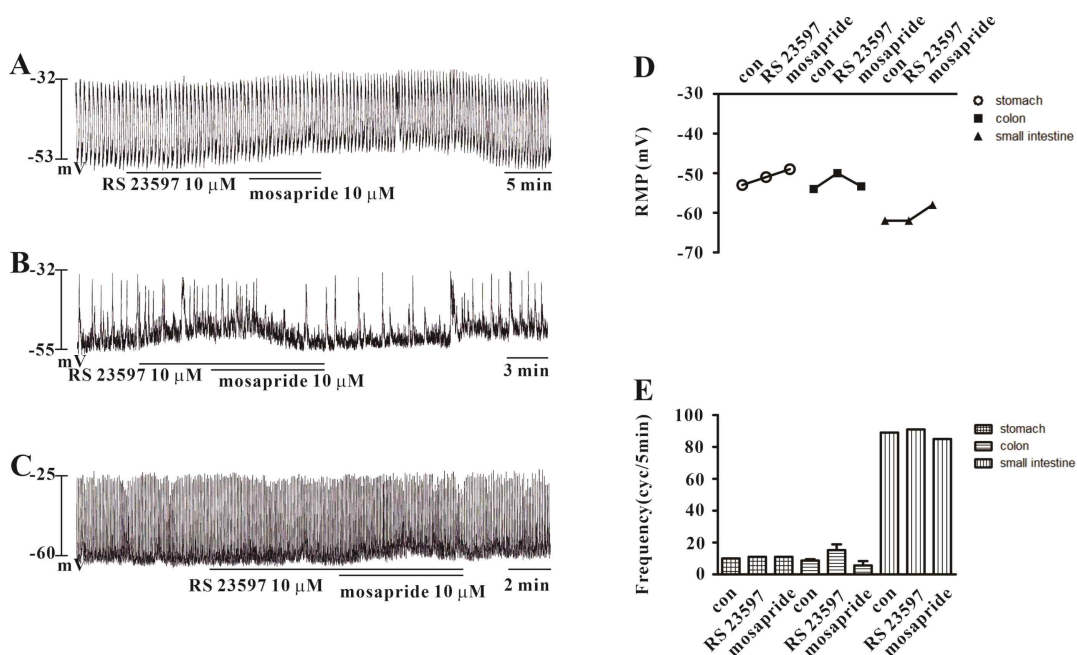 A
-32
-53
mV
RS 23597 10 μM
mosapride 10 μM
5 min
B
-32
-55
mV
RS 23597 10 μM
mosapride 10 μM
3 min
C
-25
-60
mV
RS 23597 10 μM
mosapride 10 μM
2 min
D
con
RS 23597
mosapride
con
RS 23597
mosapride
con
RS 23597
mosapride
RMP (mV)
-30
-40
-50
-60
-70
stomach
colon
small intestine
E
Frequency(cyc/5min)
100
80
60
40
20
0
stomach
colon
small intestine
con
RS 23597
mosapride
con
RS 23597
mosapride
con
RS 23597
mosapride